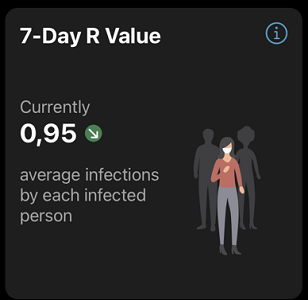 7-Day R Value
Currently
0,95
average infections
by each infected
person